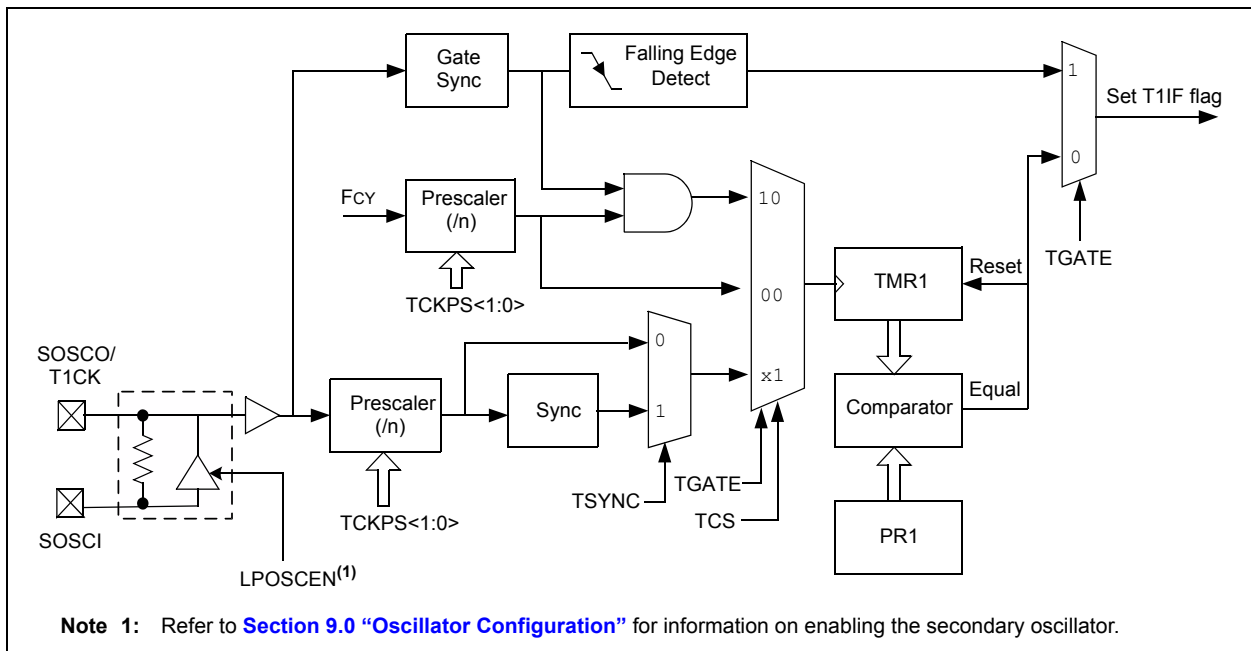 Gate
Sync
Falling Edge
Detect
1
Set T1IF flag
0
TGATE
FCY
Prescaler
(/n)
TCKPS<1:0>
10
00
x1
TMR1
Reset
SOSCO/
T1CK
SOSCI
Prescaler
(/n)
TCKPS<1:0>
LPOSCEN(1)
Sync
0
1
TSYNC
TGATE
TCS
Comparator
Equal
PR1
Note 1: Refer to Section 9.0 “Oscillator Configuration” for information on enabling the secondary oscillator.